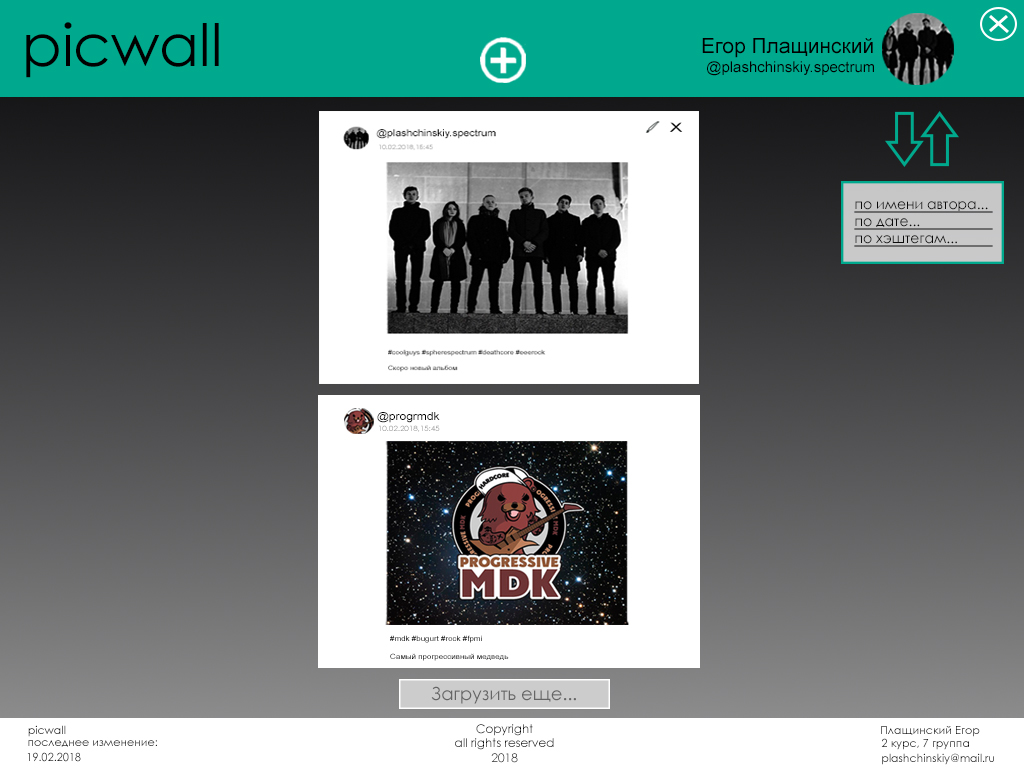 picwall
Егор Плащинский
@plashchinskiy.spectrum
@plashchinskiy.spectrum
10.02.2018,18:45
#coolguys #spherespectrum #deathcore #eeerock
Скоро новый альбом
по имени автора...
по дате...
по хэштегам...
@progrmdk
10.02.2018,15:45
HARDCORE
PROGRESSIVE
MDK
#mdk #bugurt #rock #fpmi
Самый прогрессивный медведь
Загрузить еще...
picwall
последнее изменение:
19.02.2018
Copyright
all rights reserved
2018
Плащинский Егор
2 курс, 7 группа
plashchinskiy@mail.ru